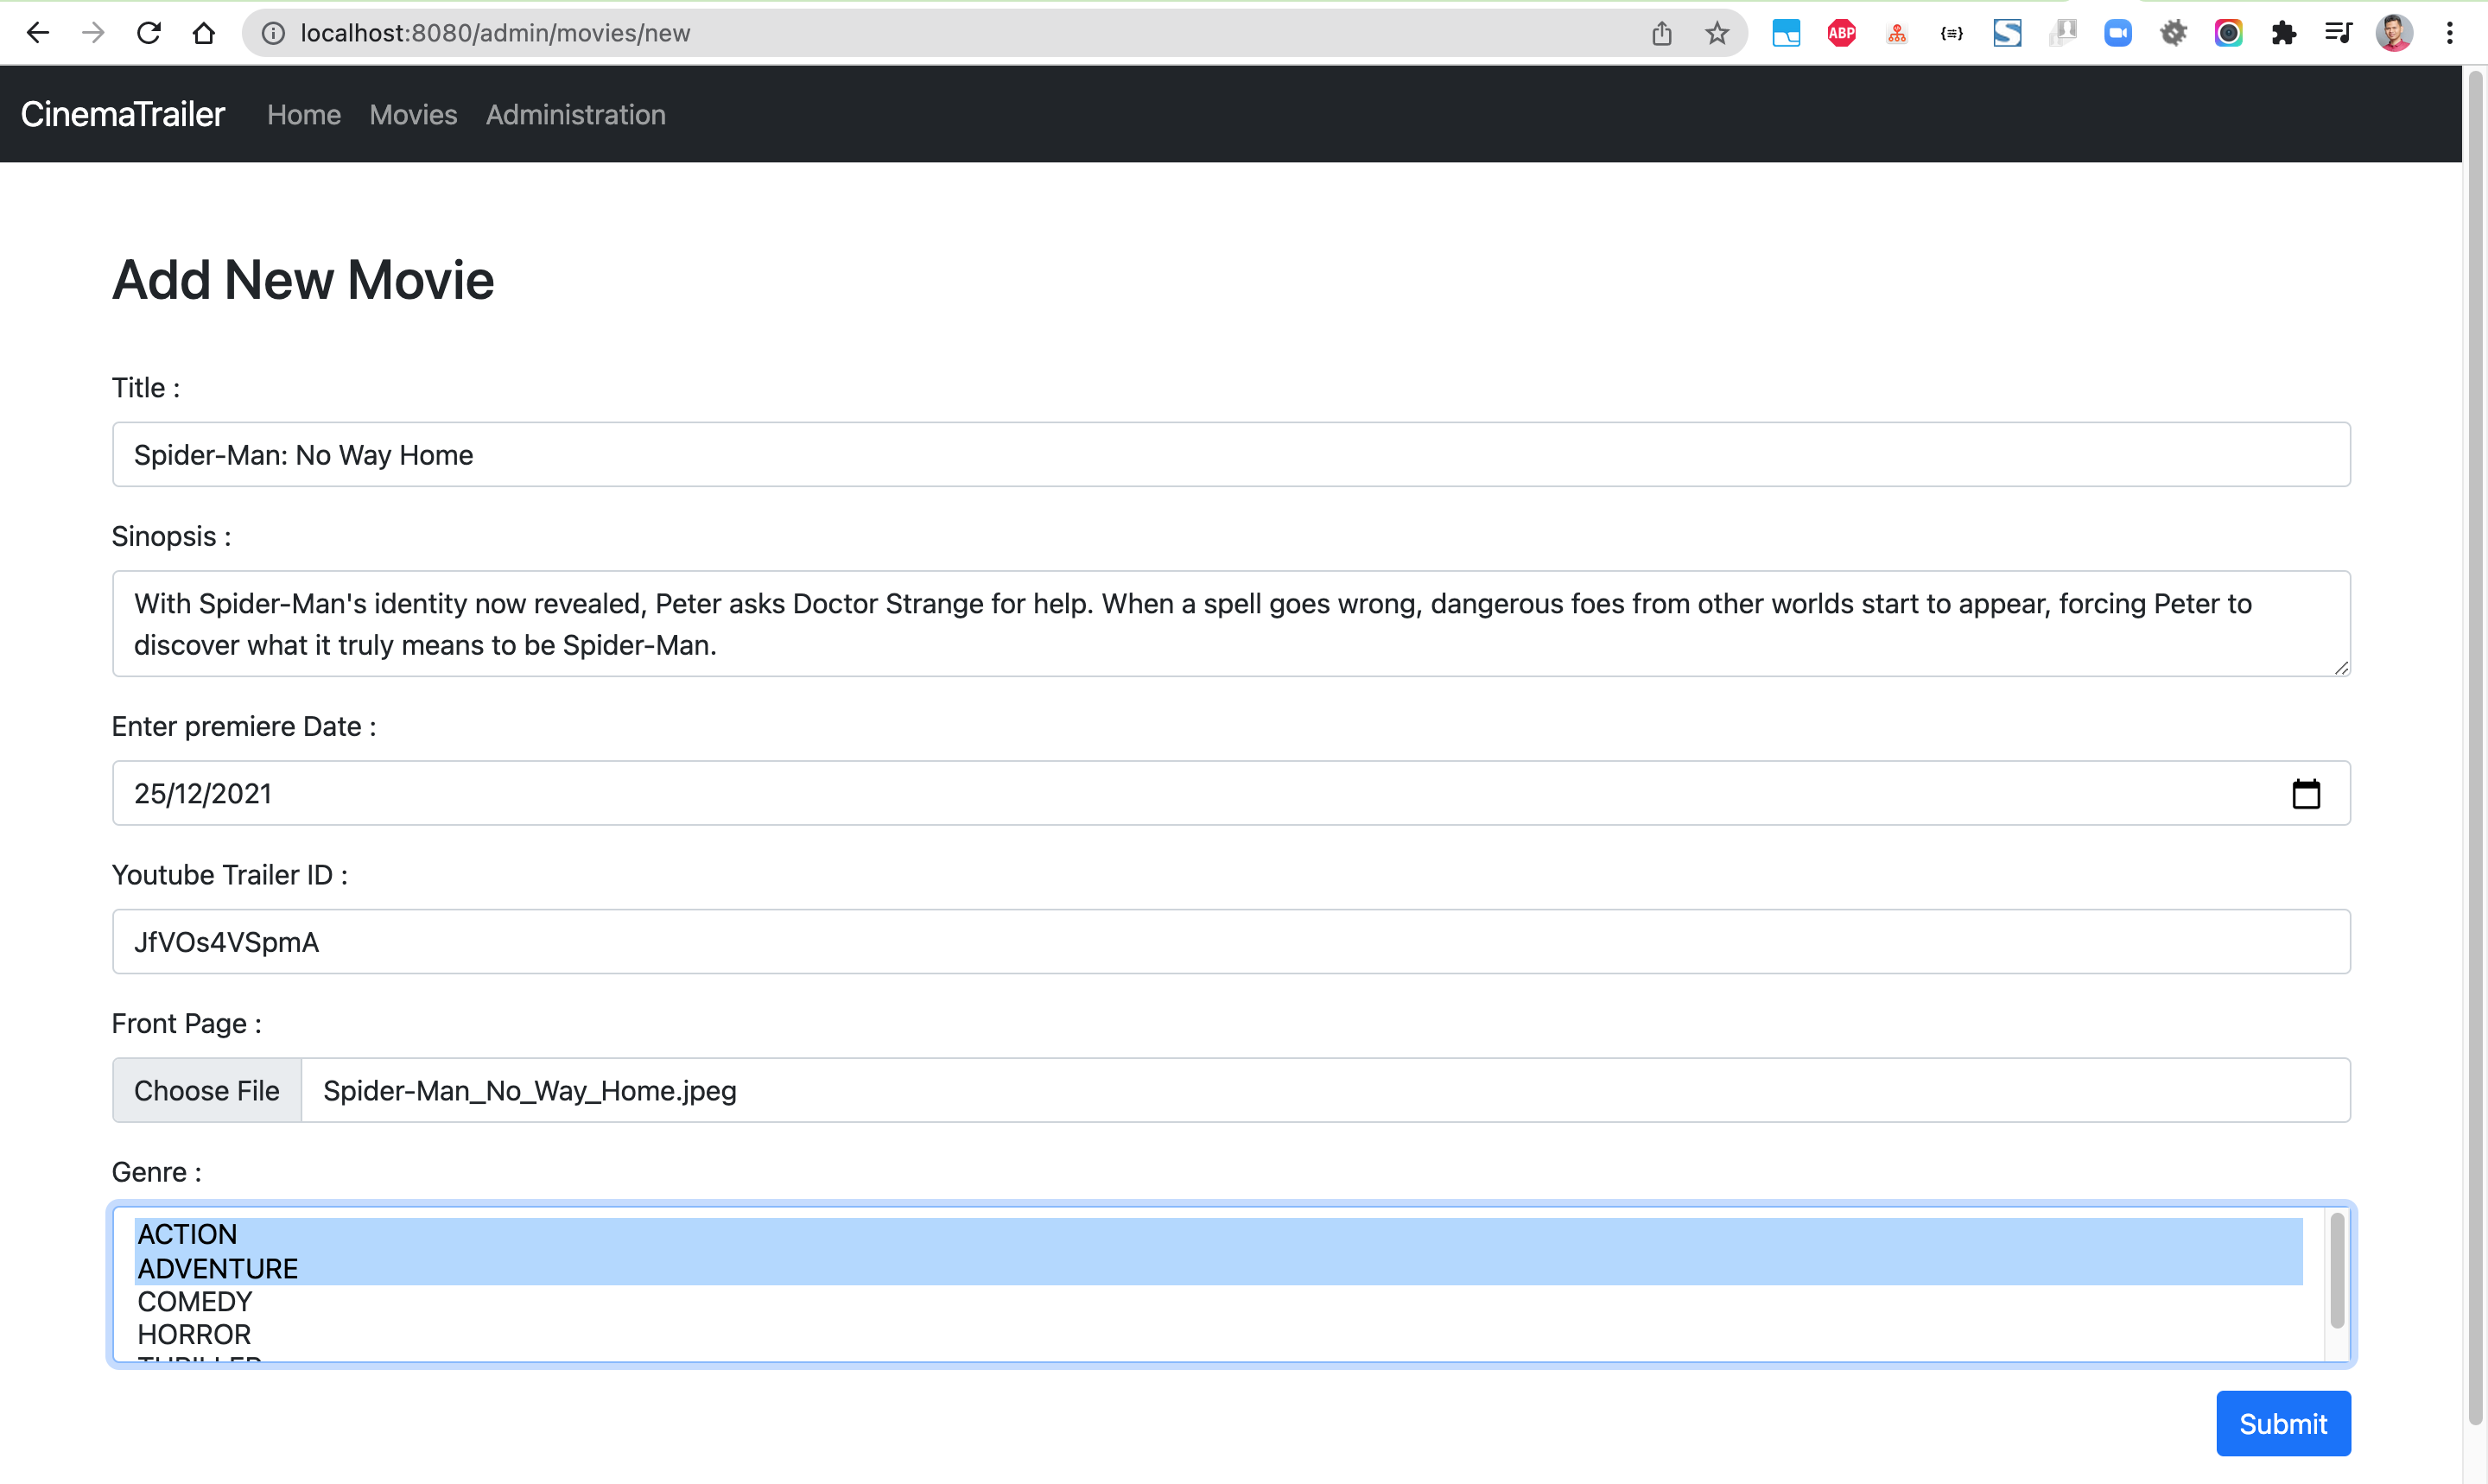 localhost:8080/admin/movies/new
ABP
CinemaTrailer Home Movies Administration
Add New Movie
Title :
Spider-Man: No Way Home
Sinopsis :
With Spider-Man's identity now revealed, Peter asks Doctor Strange for help. When a spell goes wrong, dangerous foes from other worlds start to appear, forcing Peter to
discover what it truly means to be Spider-Man.
Enter premiere Date :
25/12/2021
Youtube Trailer ID :
JfVOs4VSpmA
Front Page :
Choose File Spider-Man_No_Way_Home.jpeg
Genre :
ACTION
ADVENTURE
COMEDY
HORROR
THRILLER
Submit